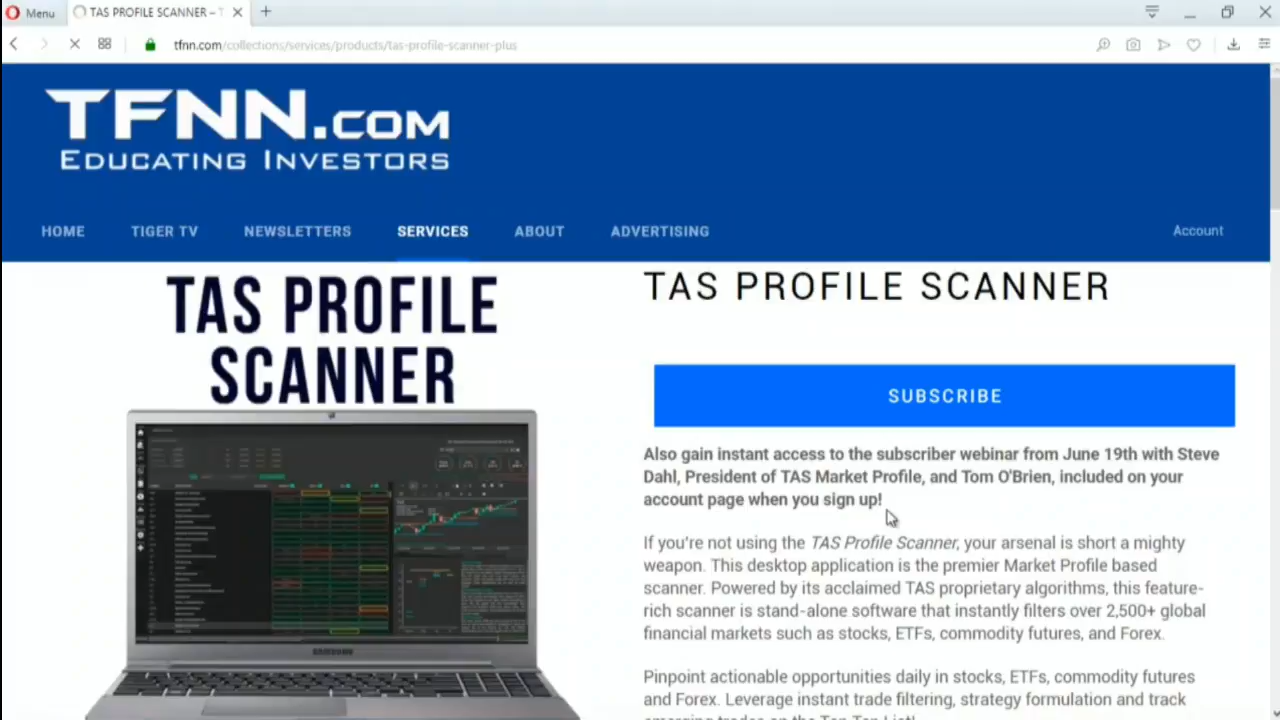 Menu
TAS PROFILE SCANNER – T
tfnn.com/collections/services/products/tas-profile-scanner-plus
TFNN.COM
EDUCATING INVESTORS
HOME
TIGER TV
NEWSLETTERS
SERVICES
ABOUT
ADVERTISING
Account
TAS PROFILE
SCANNER
SAMSUNG
TAS PROFILE SCANNER
SUBSCRIBE
Also gain instant access to the subscriber webinar from June 19th with Steve
Dahl, President of TAS Market Profile, and Tom O'Brien, included on your
account page when you sign up!
If you're not using the TAS Profile Scanner, your arsenal is short a mighty
weapon. This desktop application is the premier Market Profile based
scanner. Powered by its acclaimed TAS proprietary algorithms, this feature-
rich scanner is stand-alone software that instantly filters over 2,500+ global
financial markets such as stocks, ETFs, commodity futures, and Forex.
Pinpoint actionable opportunities daily in stocks, ETFs, commodity futures
and Forex. Leverage instant trade filtering, strategy formulation and track
emerging trades on the Top Ten List!